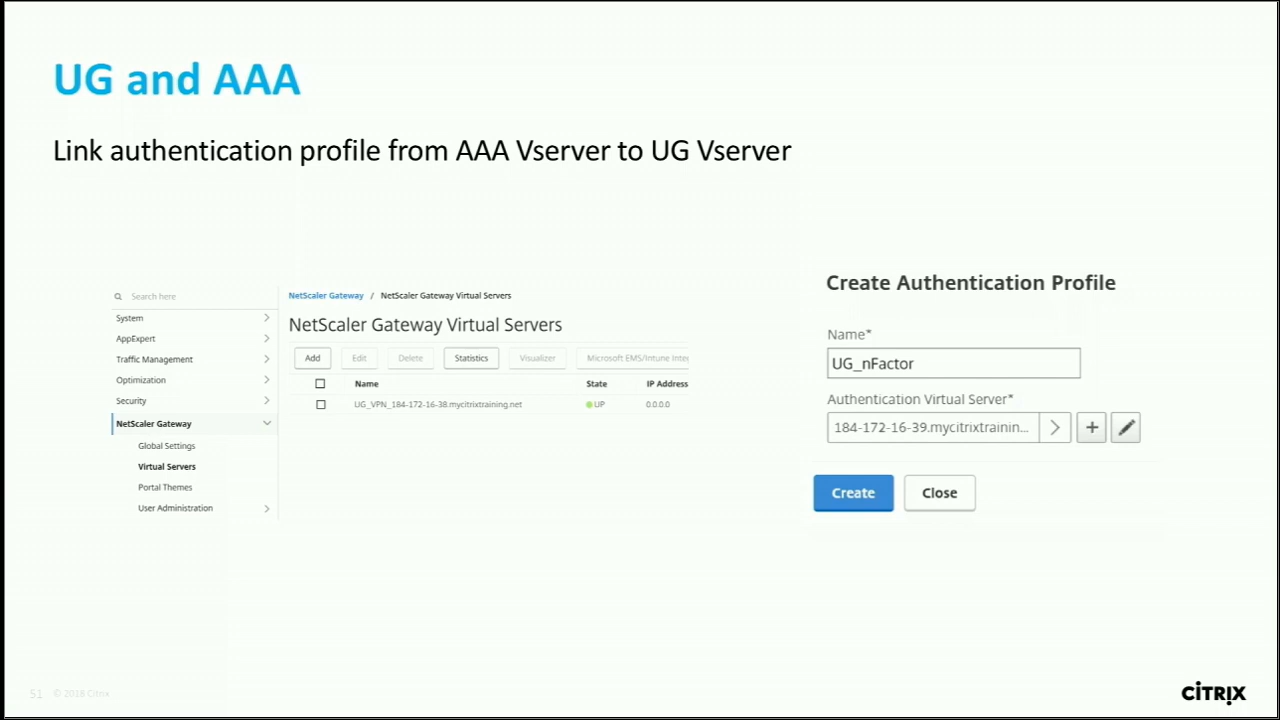 UG and AAA
Link authentication profile from AAA Vserver to UG Vserver
Search here
System
AppExpert
Traffic Management
Optimization
Security
NetScaler Gateway
Global Settings
Virtual Servers
Portal Themes
User Administration
NetScaler Gateway / NetScaler Gateway Virtual Servers
NetScaler Gateway Virtual Servers
Add Edit Delete Statistics Visualizer Microsoft EMS/Intune Integ
Name State IP Address
UG_VPN_184-172-16-38.mycitrixtraining.net UP 0.0.0.0
Create Authentication Profile
Name*
UG_nFactor
Authentication Virtual Server*
184-172-16-39.mycitrixtrainin...
Create Close
51 © 2018 Citrix
CİTRIX